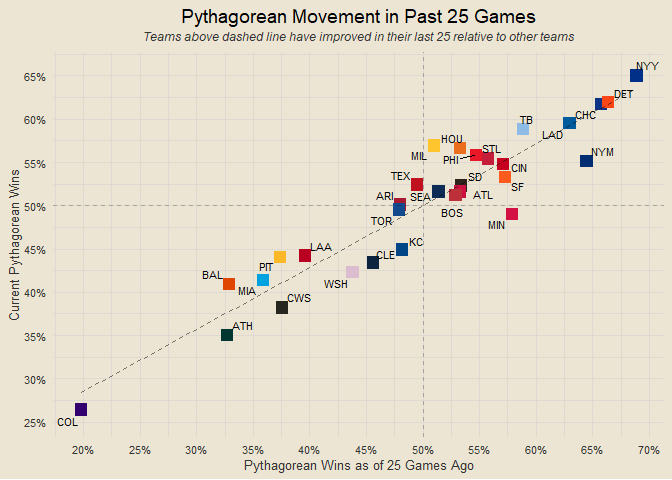 Pythagorean Movement in Past 25 Games
Teams above dashed line have improved in their last 25 relative to other teams
Current Pythagorean Wins
65%
60%
55%
50%
45%
40%
35%
30%
25%
NYY
DET
CHC
TB
LAD
HOU
STL
MIL
PHI
NYM
CIN
TEX
SD
SF
ARI
SEA
ATL
BOS
TOR
MIN
KC
LAA
CLE
PIT
BAL
WSH
MIA
CWS
ATH
COL
20%
25%
30%
35%
40%
45%
50%
55%
60%
65%
70%
Pythagorean Wins as of 25 Games Ago